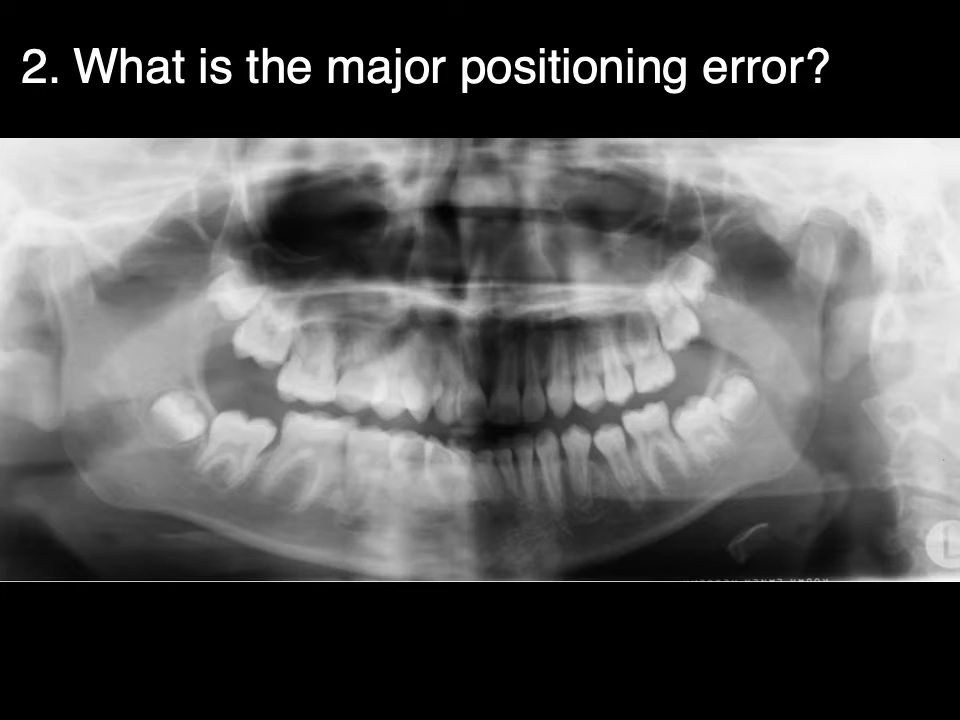 2. What is the major positioning error?
L